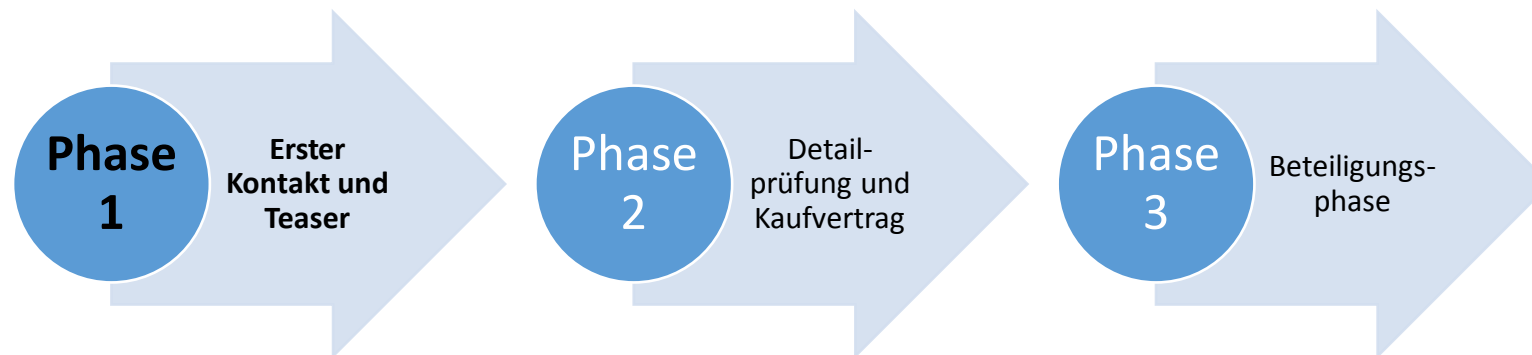 Phase
1
Erster
Kontakt und
Teaser
Phase
2
Detail-
prüfung und
Kaufvertrag
Phase
3
Beteiligungs-
phase